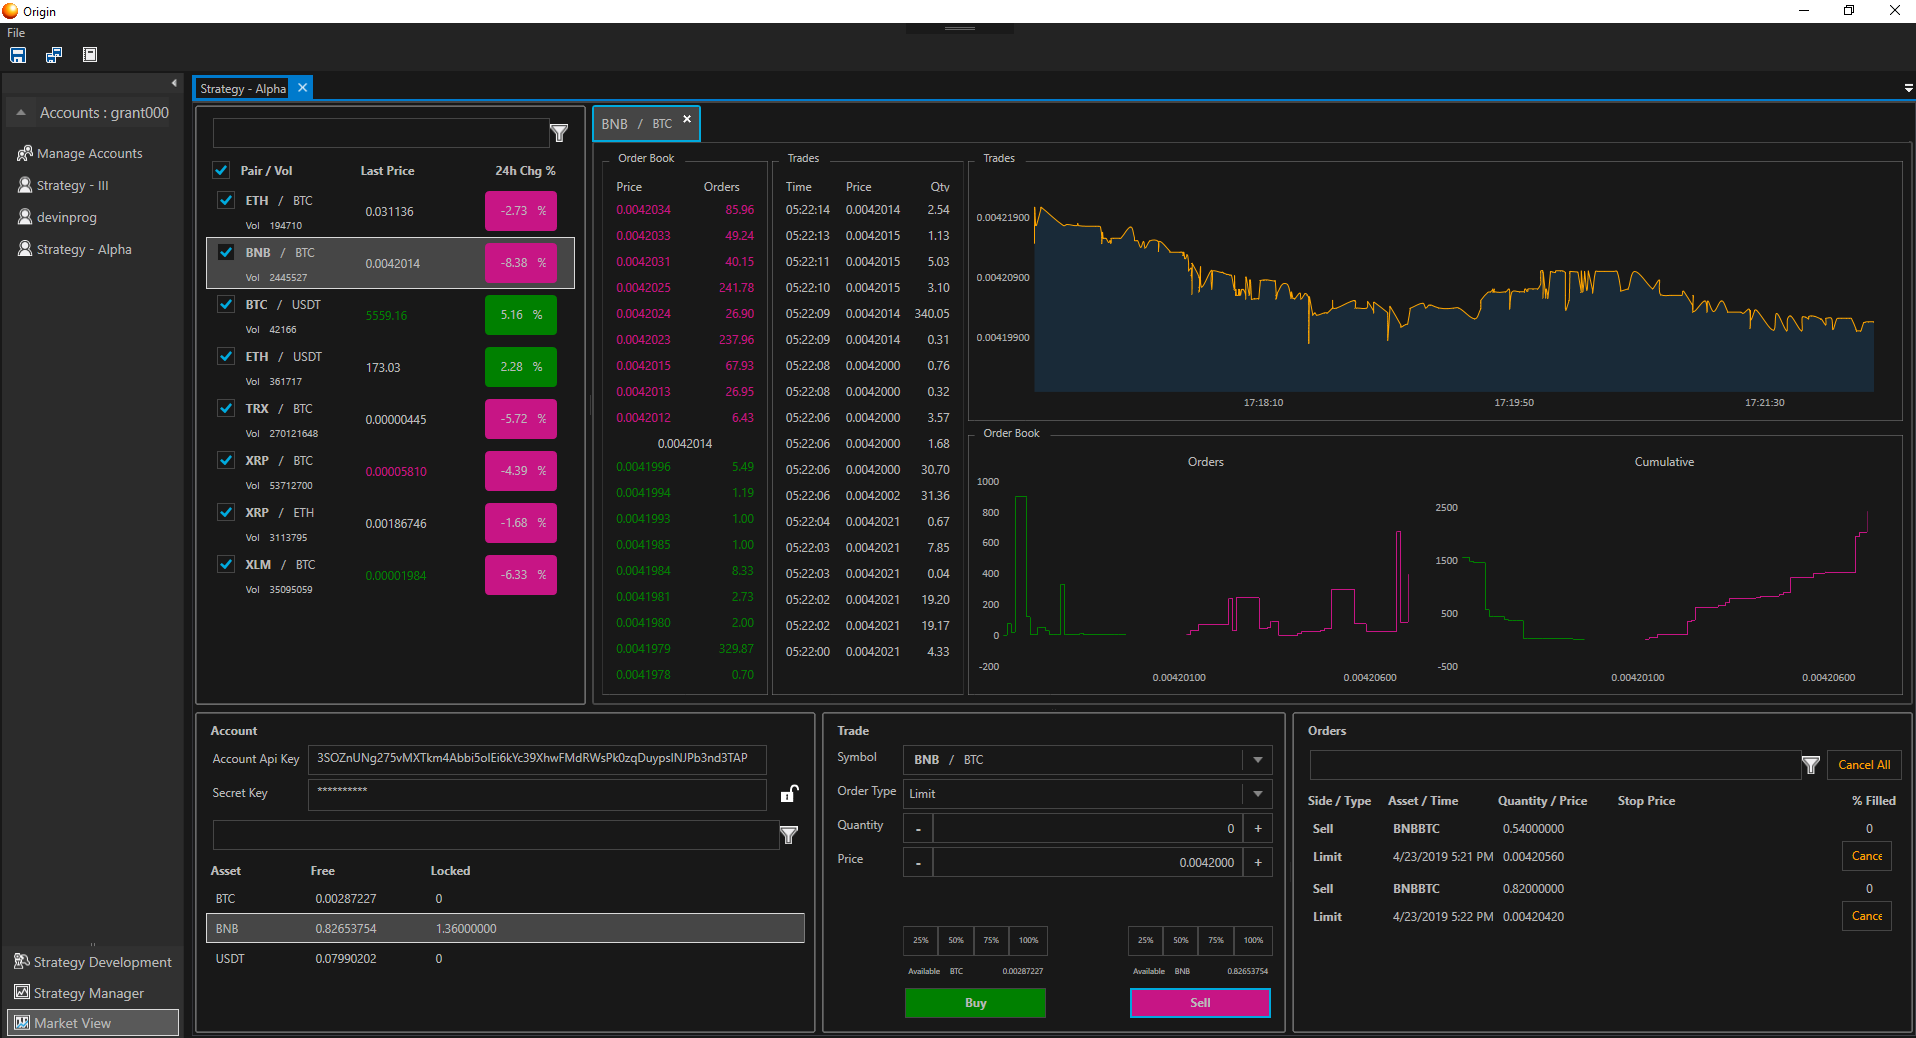 Origin
File
Accounts : grant000
Manage Accounts
Strategy - III
devinprog
Strategy - Alpha
Strategy Development
Strategy Manager
Market View
Strategy - Alpha
Pair / Vol Last Price 24h Chg %
ETH / BTC 0.031136 -2.73 %
Vol 194710
BNB / BTC 0.0042014 -8.38 %
Vol 2445527
BTC / USDT 5559.16 5.16 %
Vol 42166
ETH / USDT 173.03 2.28 %
Vol 361717
TRX / BTC 0.00000445 -5.72 %
Vol 270121648
XRP / BTC 0.00005810 -4.39 %
Vol 53712700
XRP / ETH 0.00186746 -1.68 %
Vol 3113795
XLM / BTC 0.00001984 -6.33 %
Vol 35095059
BNB / BTC
Order Book
Price Orders
0.0042034 85.96
0.0042033 49.24
0.0042031 40.15
0.0042025 241.78
0.0042024 26.90
0.0042023 237.96
0.0042015 67.93
0.0042013 26.95
0.0042012 6.43
0.0042014
0.0041996 5.49
0.0041994 1.19
0.0041993 1.00
0.0041985 1.00
0.0041984 8.33
0.0041981 2.73
0.0041980 2.00
0.0041979 329.87
0.0041978 0.70
Trades
Time Price Qty
05:22:14 0.0042014 2.54
05:22:13 0.0042015 1.13
05:22:11 0.0042015 5.03
05:22:10 0.0042015 3.10
05:22:09 0.0042014 340.05
05:22:09 0.0042014 0.31
05:22:08 0.0042000 0.76
05:22:08 0.0042000 0.32
05:22:06 0.0042000 3.57
05:22:06 0.0042000 1.68
05:22:06 0.0042000 30.70
05:22:06 0.0042002 31.36
05:22:04 0.0042021 0.67
05:22:03 0.0042021 7.85
05:22:03 0.0042021 0.04
05:22:02 0.0042021 19.20
05:22:02 0.0042021 19.17
05:22:00 0.0042021 4.33
Trades
0.00421900
0.00420900
0.00419900
17:18:10 17:19:50 17:21:30
Order Book
Orders
1000
800
600
400
200
0
-200
0.00420100 0.00420600
Cumulative
2500
1500
500
-500
0.00420100 0.00420600
Account
Account Api Key 3SOZnUNg275vMXTkm4Abbi5oIEi6kYc39XhwFMdRWsPk0zqDuypsINJPb3nd3TAP
Secret Key **********
Asset Free Locked
BTC 0.00287227 0
BNB 0.82653754 1.36000000
USDT 0.07990202 0
Trade
Symbol BNB / BTC
Order Type Limit
Quantity - 0 +
Price - 0.0042000 +
25% 50% 75% 100% 25% 50% 75% 100%
Available BTC 0.00287227 Available BNB 0.82653754
Buy Sell
Orders
Cancel All
Side / Type Asset / Time Quantity / Price Stop Price % Filled
Sell BNBBTC 0.54000000 0
Limit 4/23/2019 5:21 PM 0.00420560 Cance
Sell BNBBTC 0.82000000 0
Limit 4/23/2019 5:22 PM 0.00420420 Cance